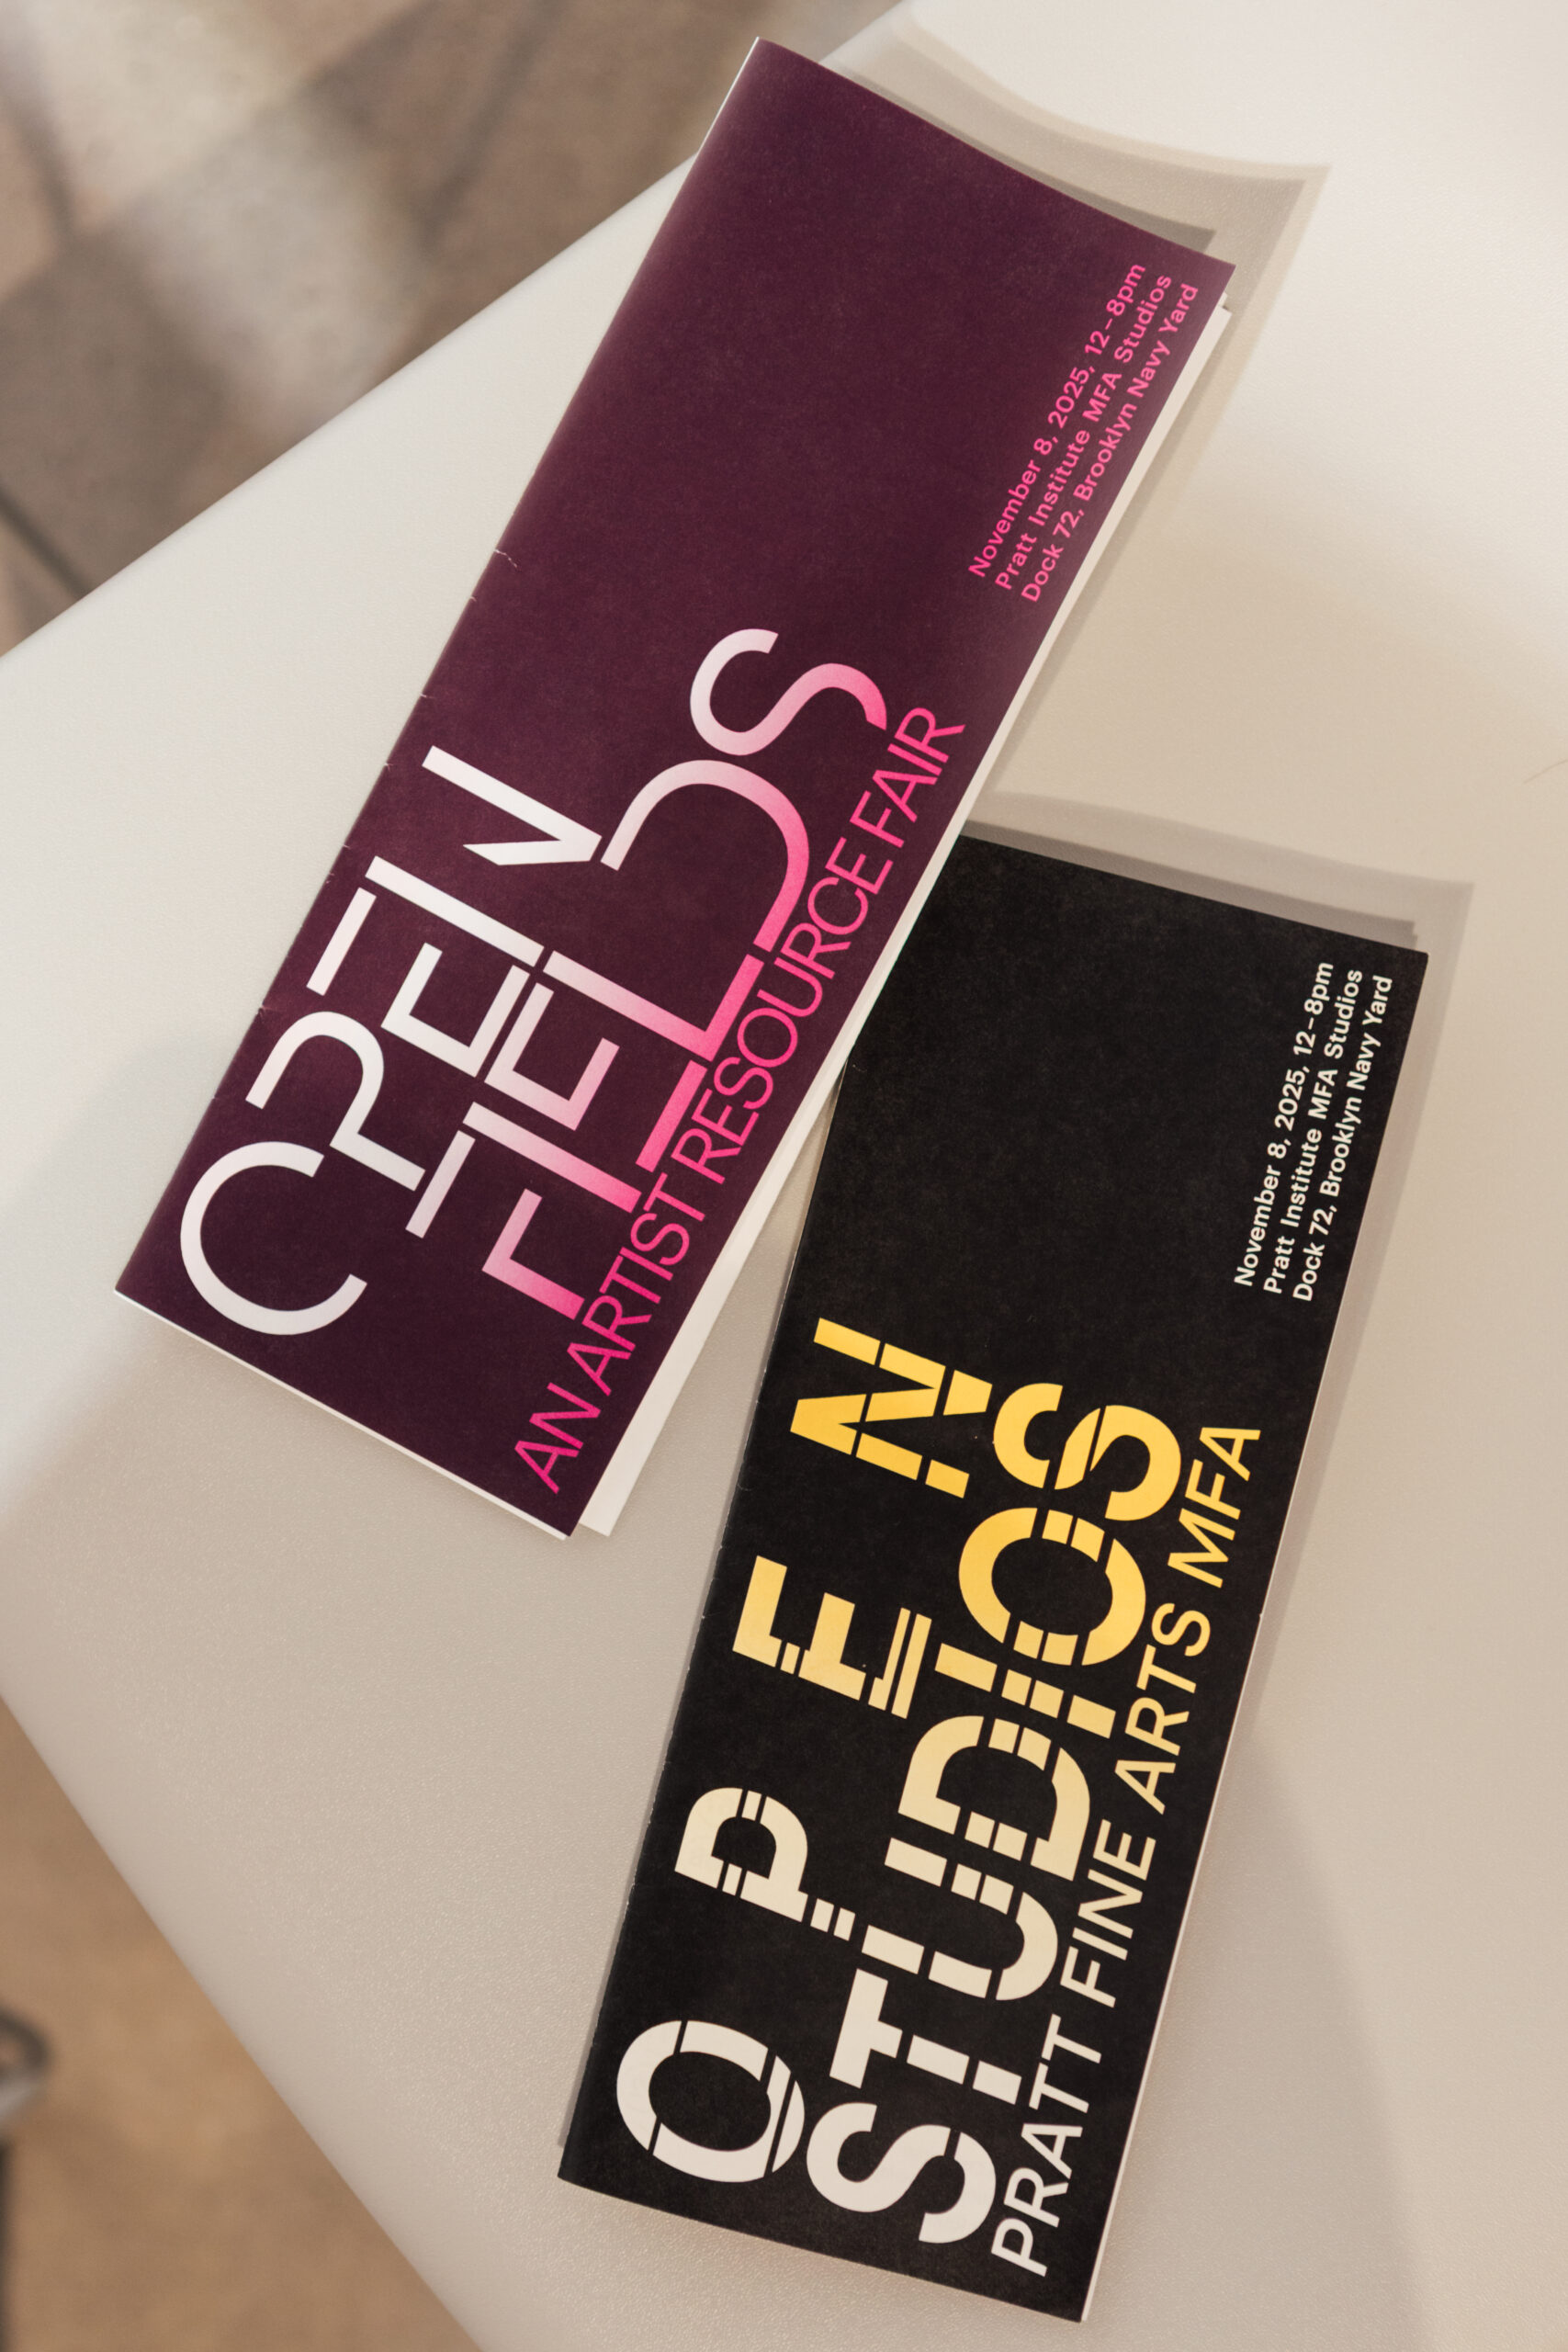 OPEN
FIELDS
AN ARTIST RESOURCE FAIR
November 8, 2025, 12–8pm
Pratt Institute MFA Studios
Dock 72, Brooklyn Navy Yard
OPEN
STUDIOS
PRATT FINE ARTS MFA
November 8, 2025, 12–8pm
Pratt Institute MFA Studios
Dock 72, Brooklyn Navy Yard